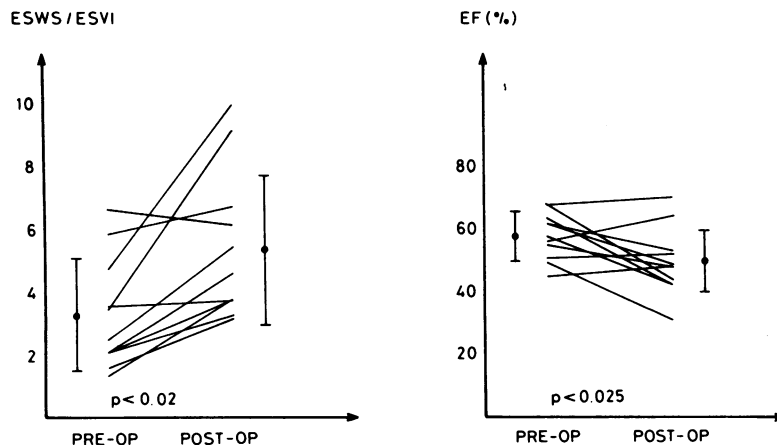 ESWS / ESVI
10
8
6
4
2
p < 0.02
PRE-OP POST-OP
EF (%)
80
60
40
20
p < 0.025
PRE-OP POST-OP